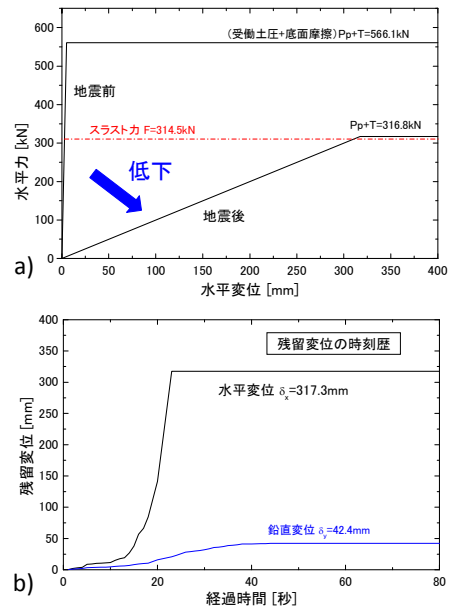 (受働土圧+底面摩擦)Pp+T=566.1kN
地震前
スラスト力 F=314.5kN
Pp+T=316.8kN
低下
地震後
水平力 [kN]
600
500
400
300
200
100
0
0 50 100 150 200 250 300 350 400
水平変位 [mm]
a)
残留変位の時刻歴
水平変位 δx=317.3mm
鉛直変位 δy=42.4mm
残留変位 [mm]
400
350
300
250
200
150
100
50
0
0 20 40 60 80
経過時間 [秒]
b)